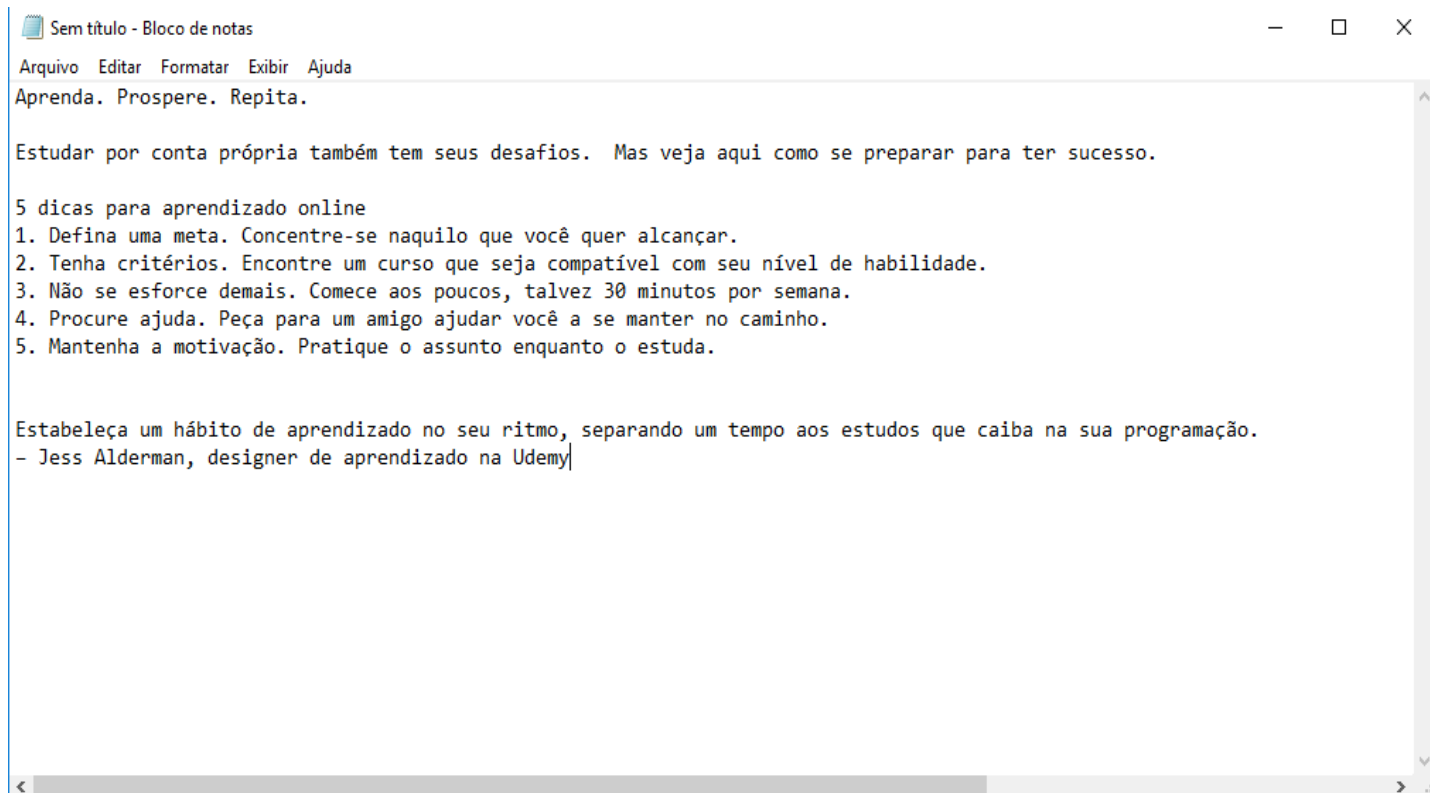 Sem título - Bloco de notas
Arquivo Editar Formatar Exibir Ajuda
Aprenda. Prospere. Repita.
Estudar por conta própria também tem seus desafios.  Mas veja aqui como se preparar para ter sucesso.
5 dicas para aprendizado online
1. Defina uma meta. Concentre-se naquilo que você quer alcançar.
2. Tenha critérios. Encontre um curso que seja compatível com seu nível de habilidade.
3. Não se esforce demais. Comece aos poucos, talvez 30 minutos por semana.
4. Procure ajuda. Peça para um amigo ajudar você a se manter no caminho.
5. Mantenha a motivação. Pratique o assunto enquanto o estuda.
Estabeleça um hábito de aprendizado no seu ritmo, separando um tempo aos estudos que caiba na sua programação.
– Jess Alderman, designer de aprendizado na Udemy